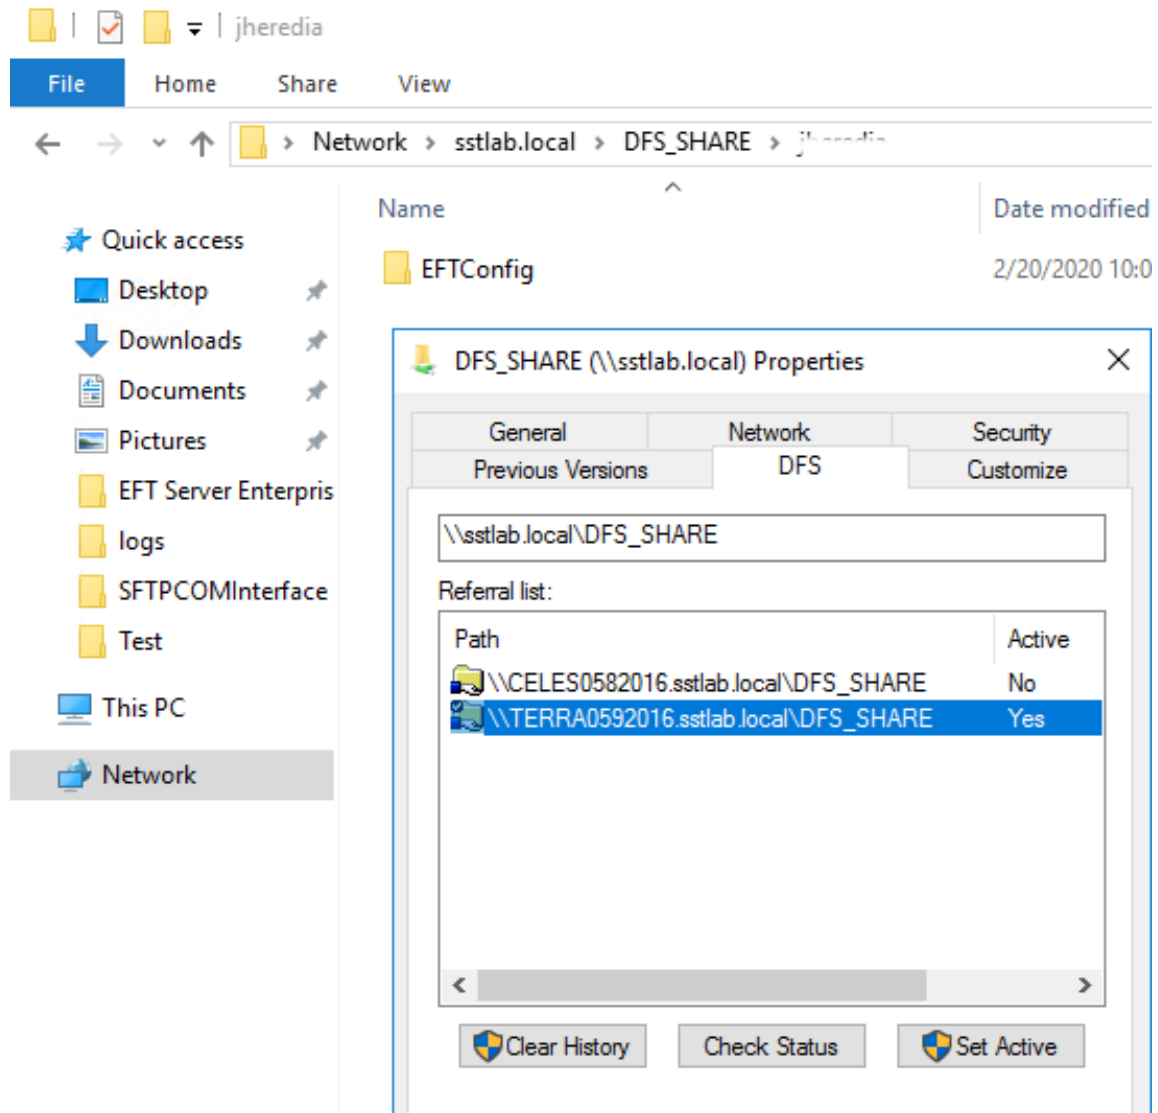 jheredia
File Home Share View
Network > sstlab.local > DFS_SHARE >
Name Date modified
Quick access
EFTConfig 2/20/2020 10:0
Desktop
Downloads
Documents
Pictures
EFT Server Enterpris
logs
SFTPCOMInterface
Test
This PC
Network
DFS_SHARE (\\sstlab.local) Properties
General Network Security
Previous Versions DFS Customize
\\sstlab.local\DFS_SHARE
Referral list:
Path Active
\\CELES0582016.sstlab.local\DFS_SHARE No
\\TERRA0592016.sstlab.local\DFS_SHARE Yes
Clear History Check Status Set Active